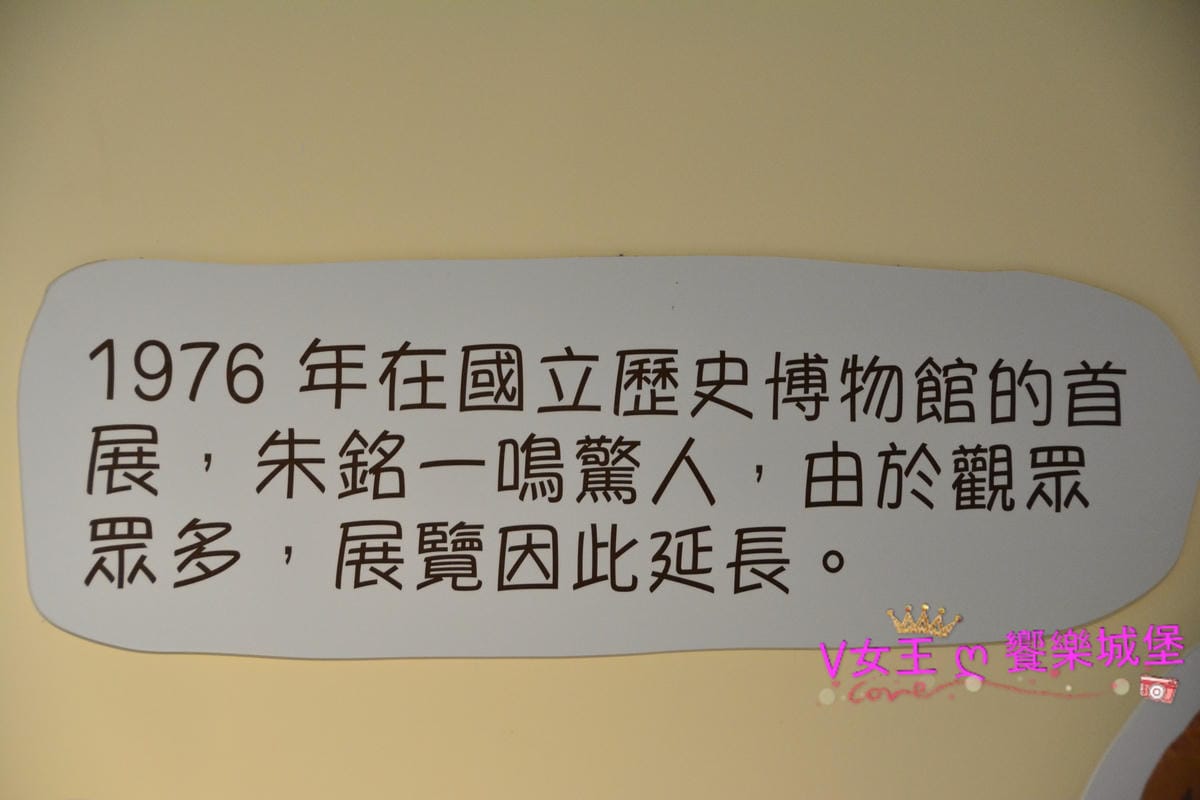 1976 年在國立歷史博物館的首
展，朱銘一鳴驚人，由於觀眾
眾多，展覽因此延長。
V女王 ღ 饗樂城堡
Come